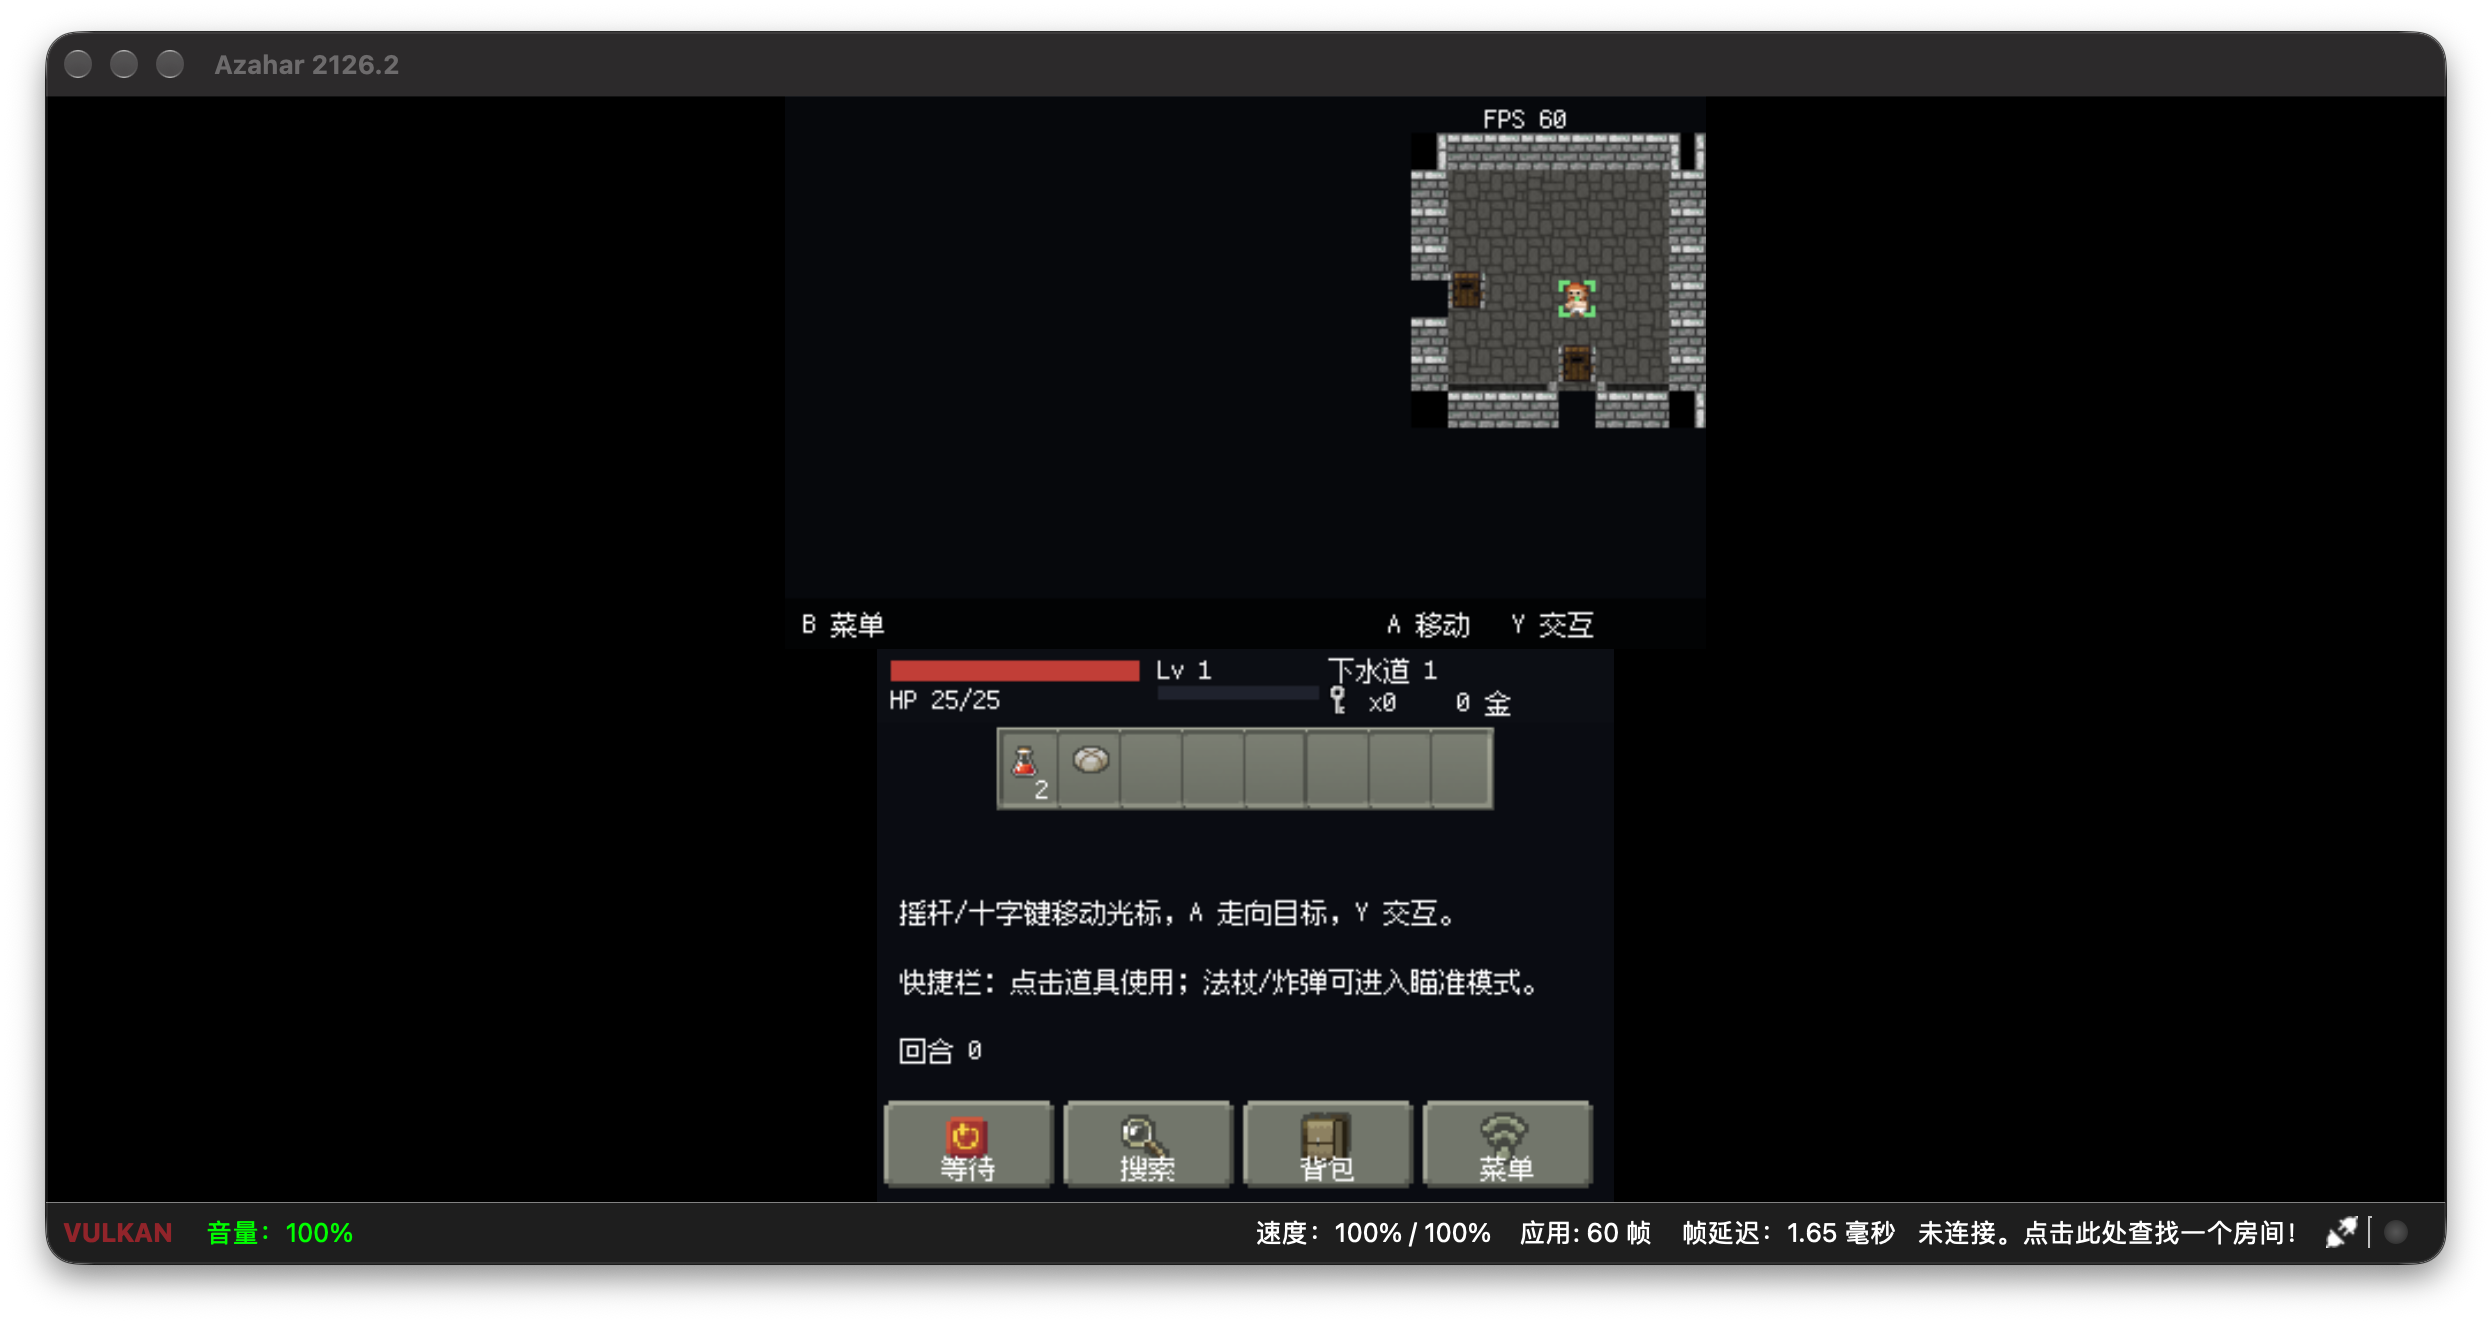 Azahar 2126.2
FPS 60
B 菜单
A 移动 Y 交互
Lv 1
下水道 1
HP 25/25
x0
0 金
2
摇杆/十字键移动光标，A 走向目标，Y 交互。
快捷栏：点击道具使用；法杖/炸弹可进入瞄准模式。
回合 0
等待
搜索
背包
菜单
VULKAN
音量：100%
速度：100% / 100%
应用: 60 帧
帧延迟：1.65 毫秒
未连接。点击此处查找一个房间！